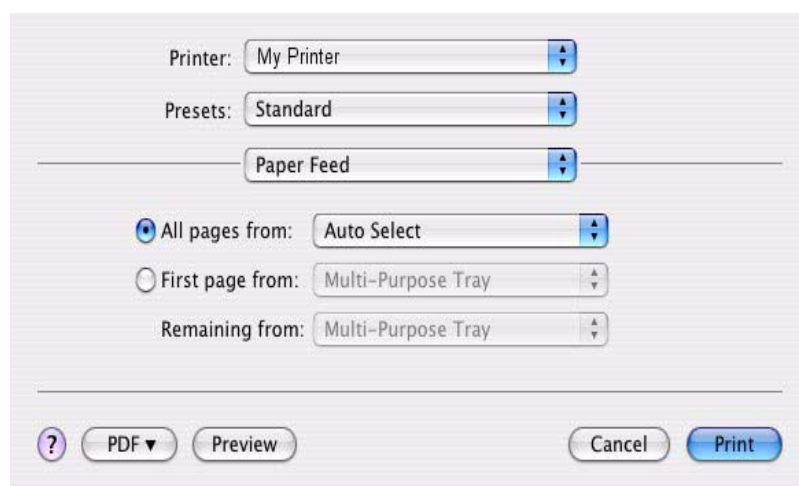 Printer: My Printer
Presets: Standard
Paper Feed
All pages from: Auto Select
First page from: Multi-Purpose Tray
Remaining from: Multi-Purpose Tray
? PDF ▼ Preview Cancel Print